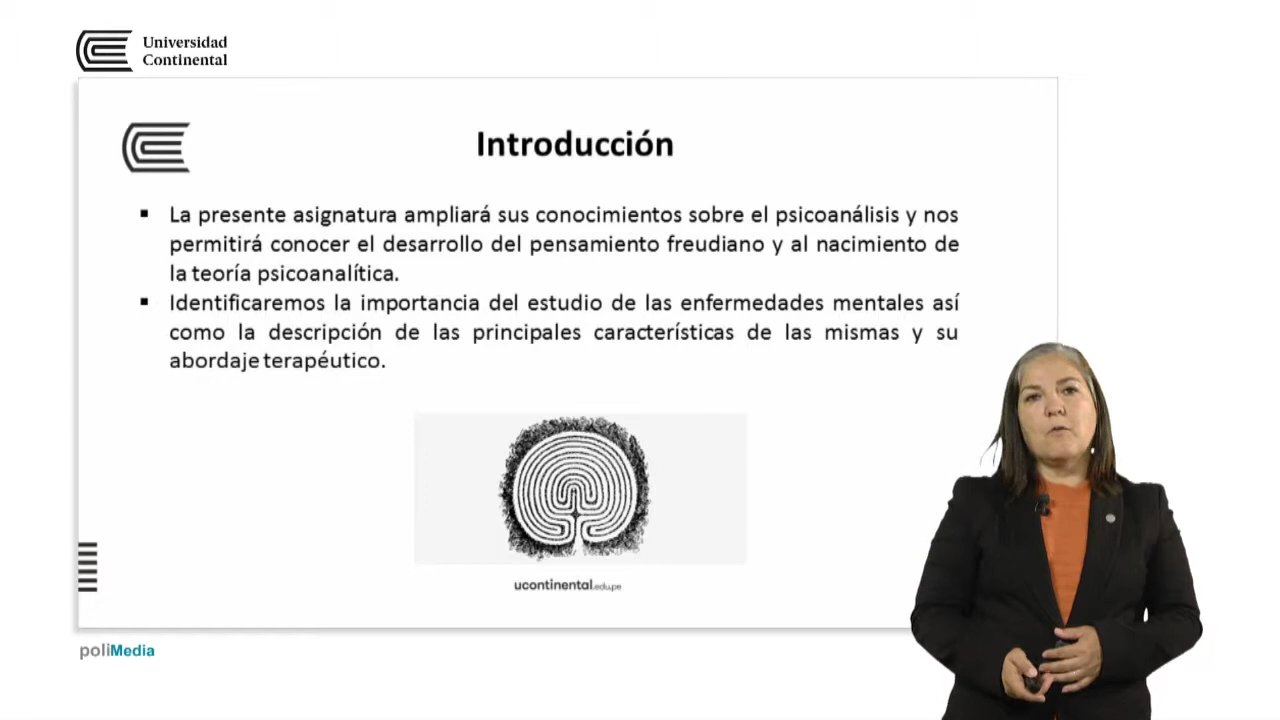 Universidad
Continental
Introducción
▪ La presente asignatura ampliará sus conocimientos sobre el psicoanálisis y nos
permitirá conocer el desarrollo del pensamiento freudiano y al nacimiento de
la teoría psicoanalítica.
▪ Identificaremos la importancia del estudio de las enfermedades mentales así
como la descripción de las principales características de las mismas y su
abordaje terapéutico.
ucontinental.edu.pe
poliMedia